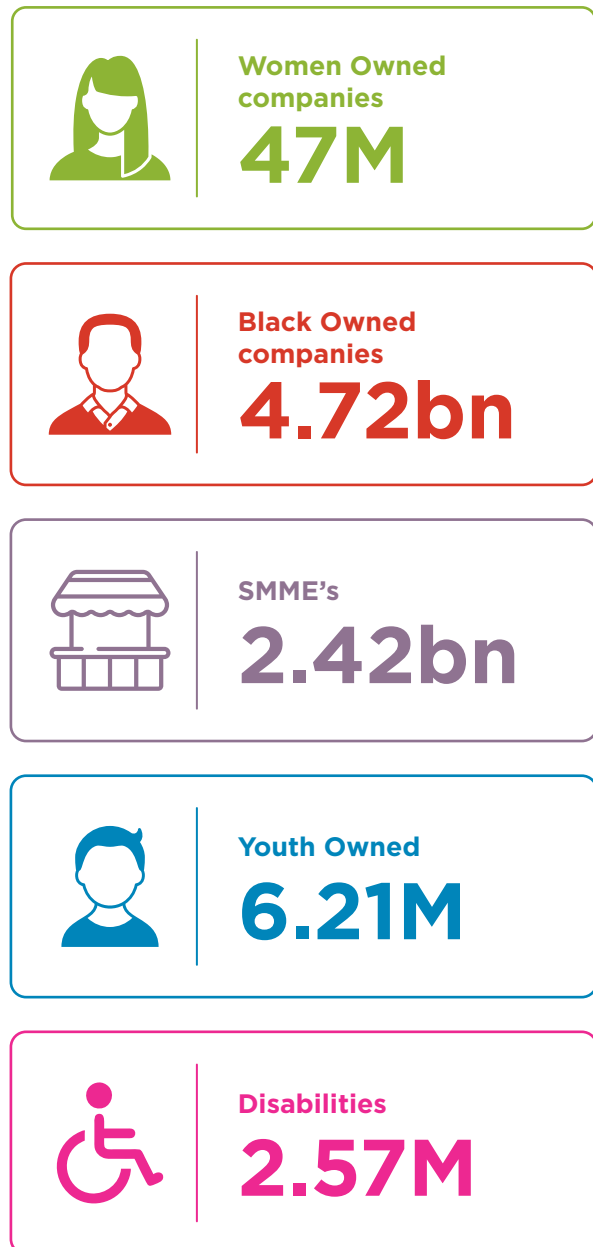 Women Owned
companies
47M
Black Owned
companies
4.72bn
SMME's
2.42bn
Youth Owned
6.21M
Disabilities
2.57M